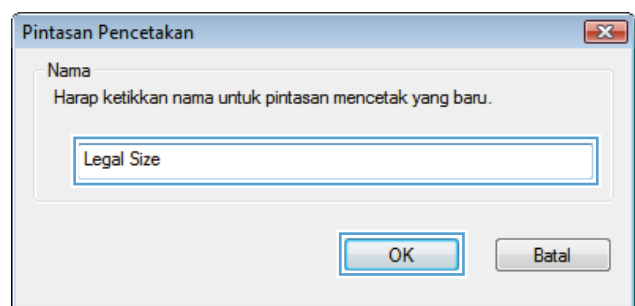 Pintasan Pencetakan
Nama
Harap ketikkan nama untuk pintasan mencetak yang baru.
Legal Size
OK
Batal